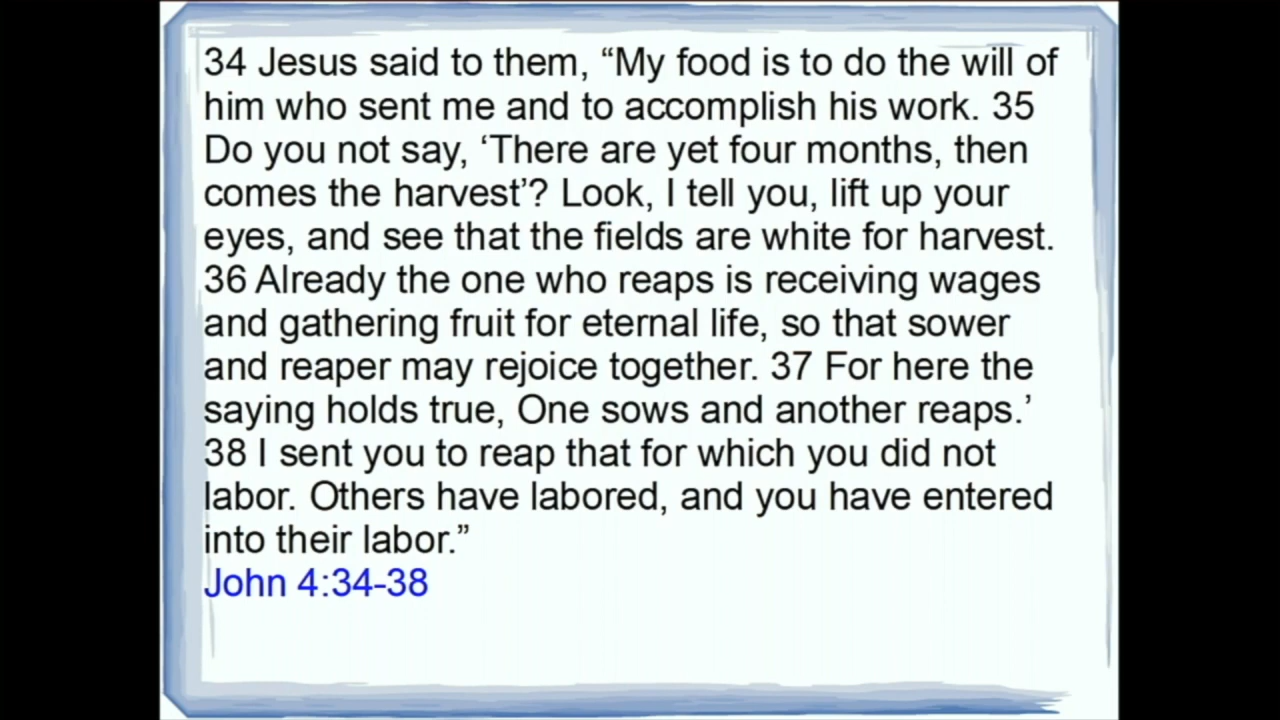 34 Jesus said to them, “My food is to do the will of
him who sent me and to accomplish his work. 35
Do you not say, ‘There are yet four months, then
comes the harvest’? Look, I tell you, lift up your
eyes, and see that the fields are white for harvest.
36 Already the one who reaps is receiving wages
and gathering fruit for eternal life, so that sower
and reaper may rejoice together. 37 For here the
saying holds true, One sows and another reaps.’
38 I sent you to reap that for which you did not
labor. Others have labored, and you have entered
into their labor.”
John 4:34-38